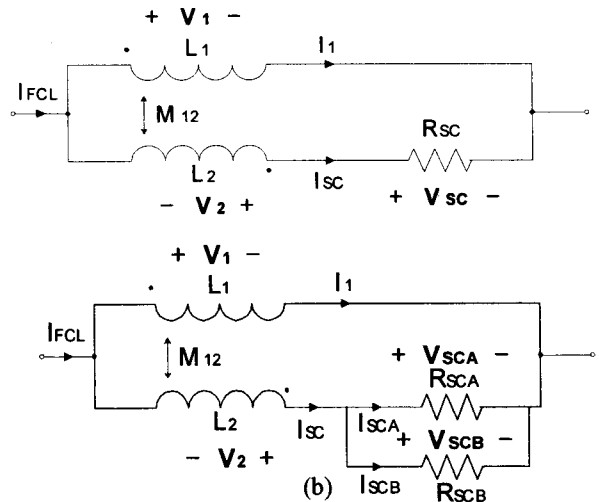 + V1 -
L1
I1
IFCL
M12
RSC
L2
ISC
+ VSC -
- V2 +
+ V1 -
L1
I1
IFCL
M12
+ VSCA -
RSCA
L2
ISC
ISCA
+ VSCB -
- V2 +
(b)
ISCB
RSCB